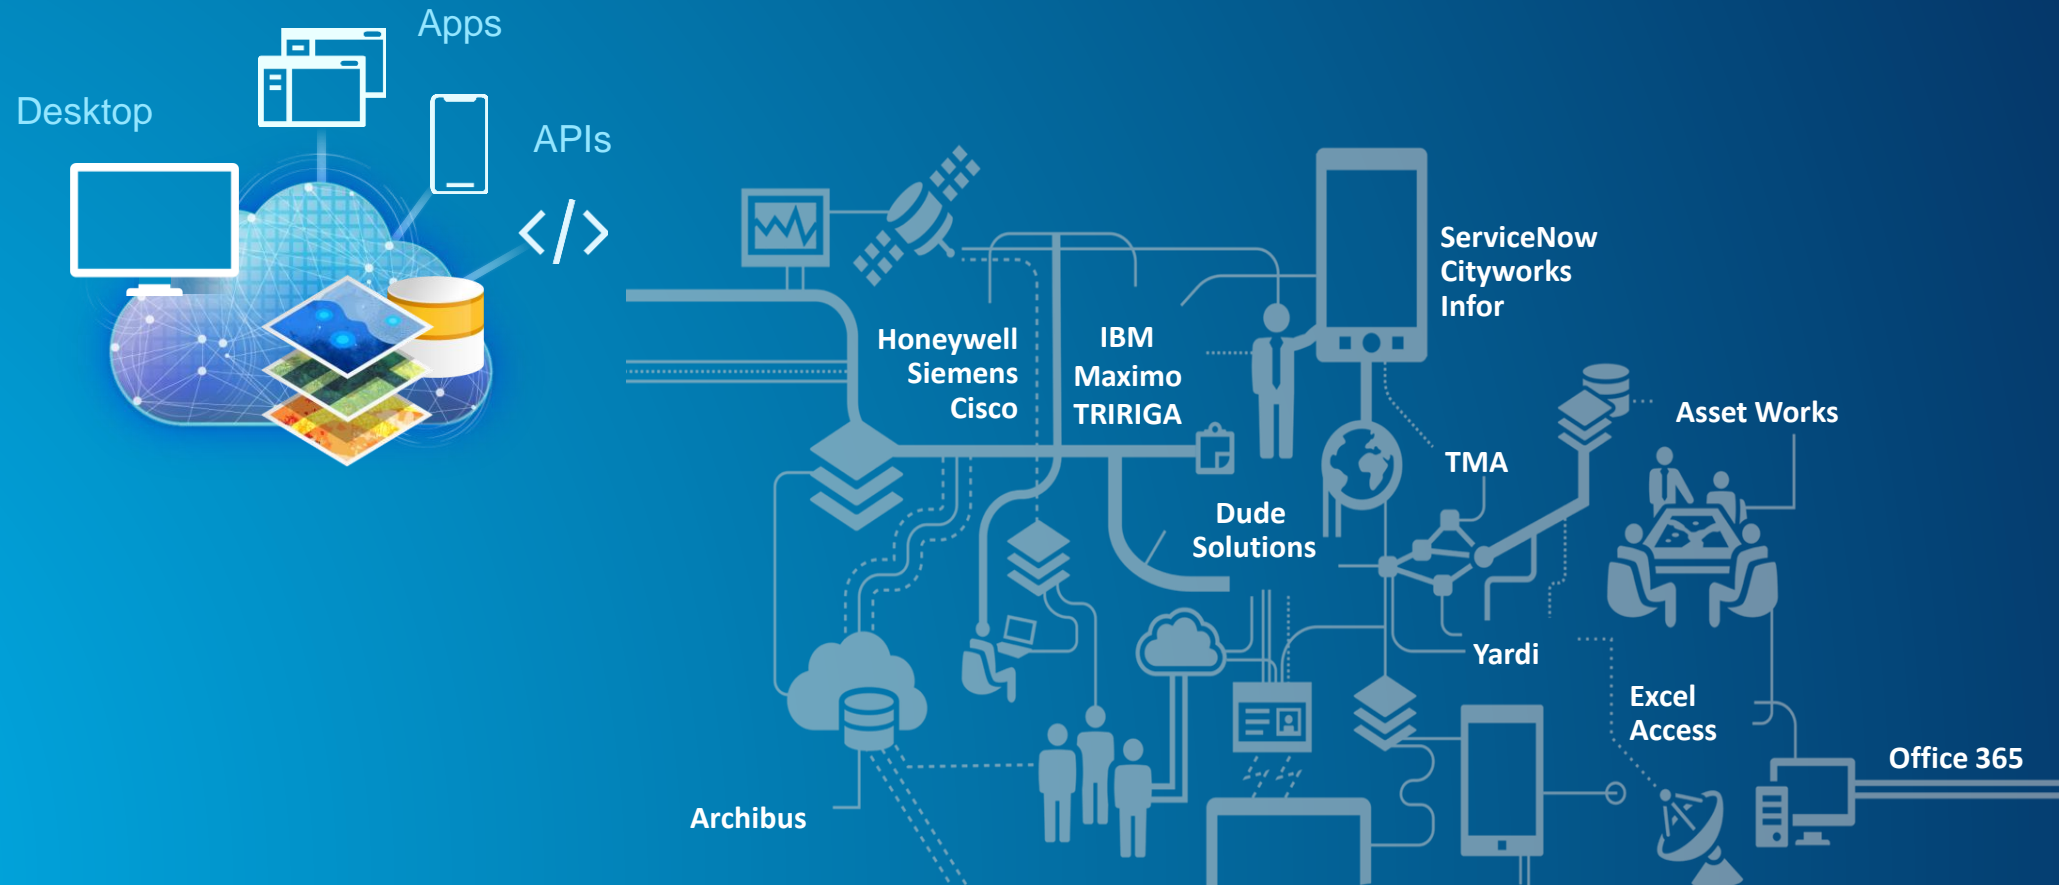 Apps
Desktop
APIs
ServiceNow
Cityworks
Infor
Honeywell
Siemens
Cisco
IBM
Maximo
TRIRIGA
Asset Works
TMA
Dude
Solutions
Yardi
Excel
Access
Office 365
Archibus